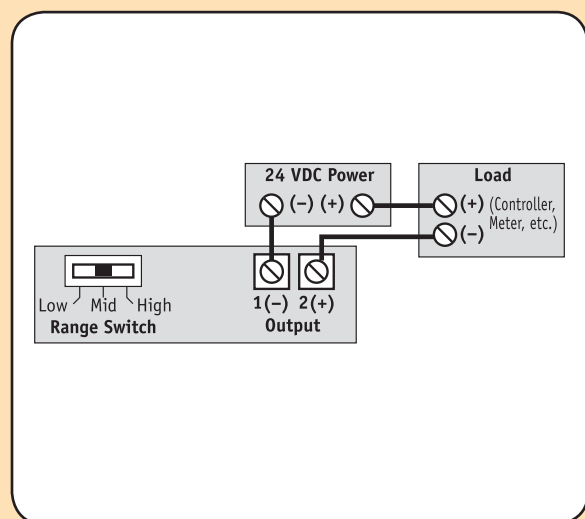 24 VDC Power
(–) (+)
Load
(+) (Controller,
Meter, etc.)
(–)
Low Mid High
Range Switch
1(–) 2(+)
Output